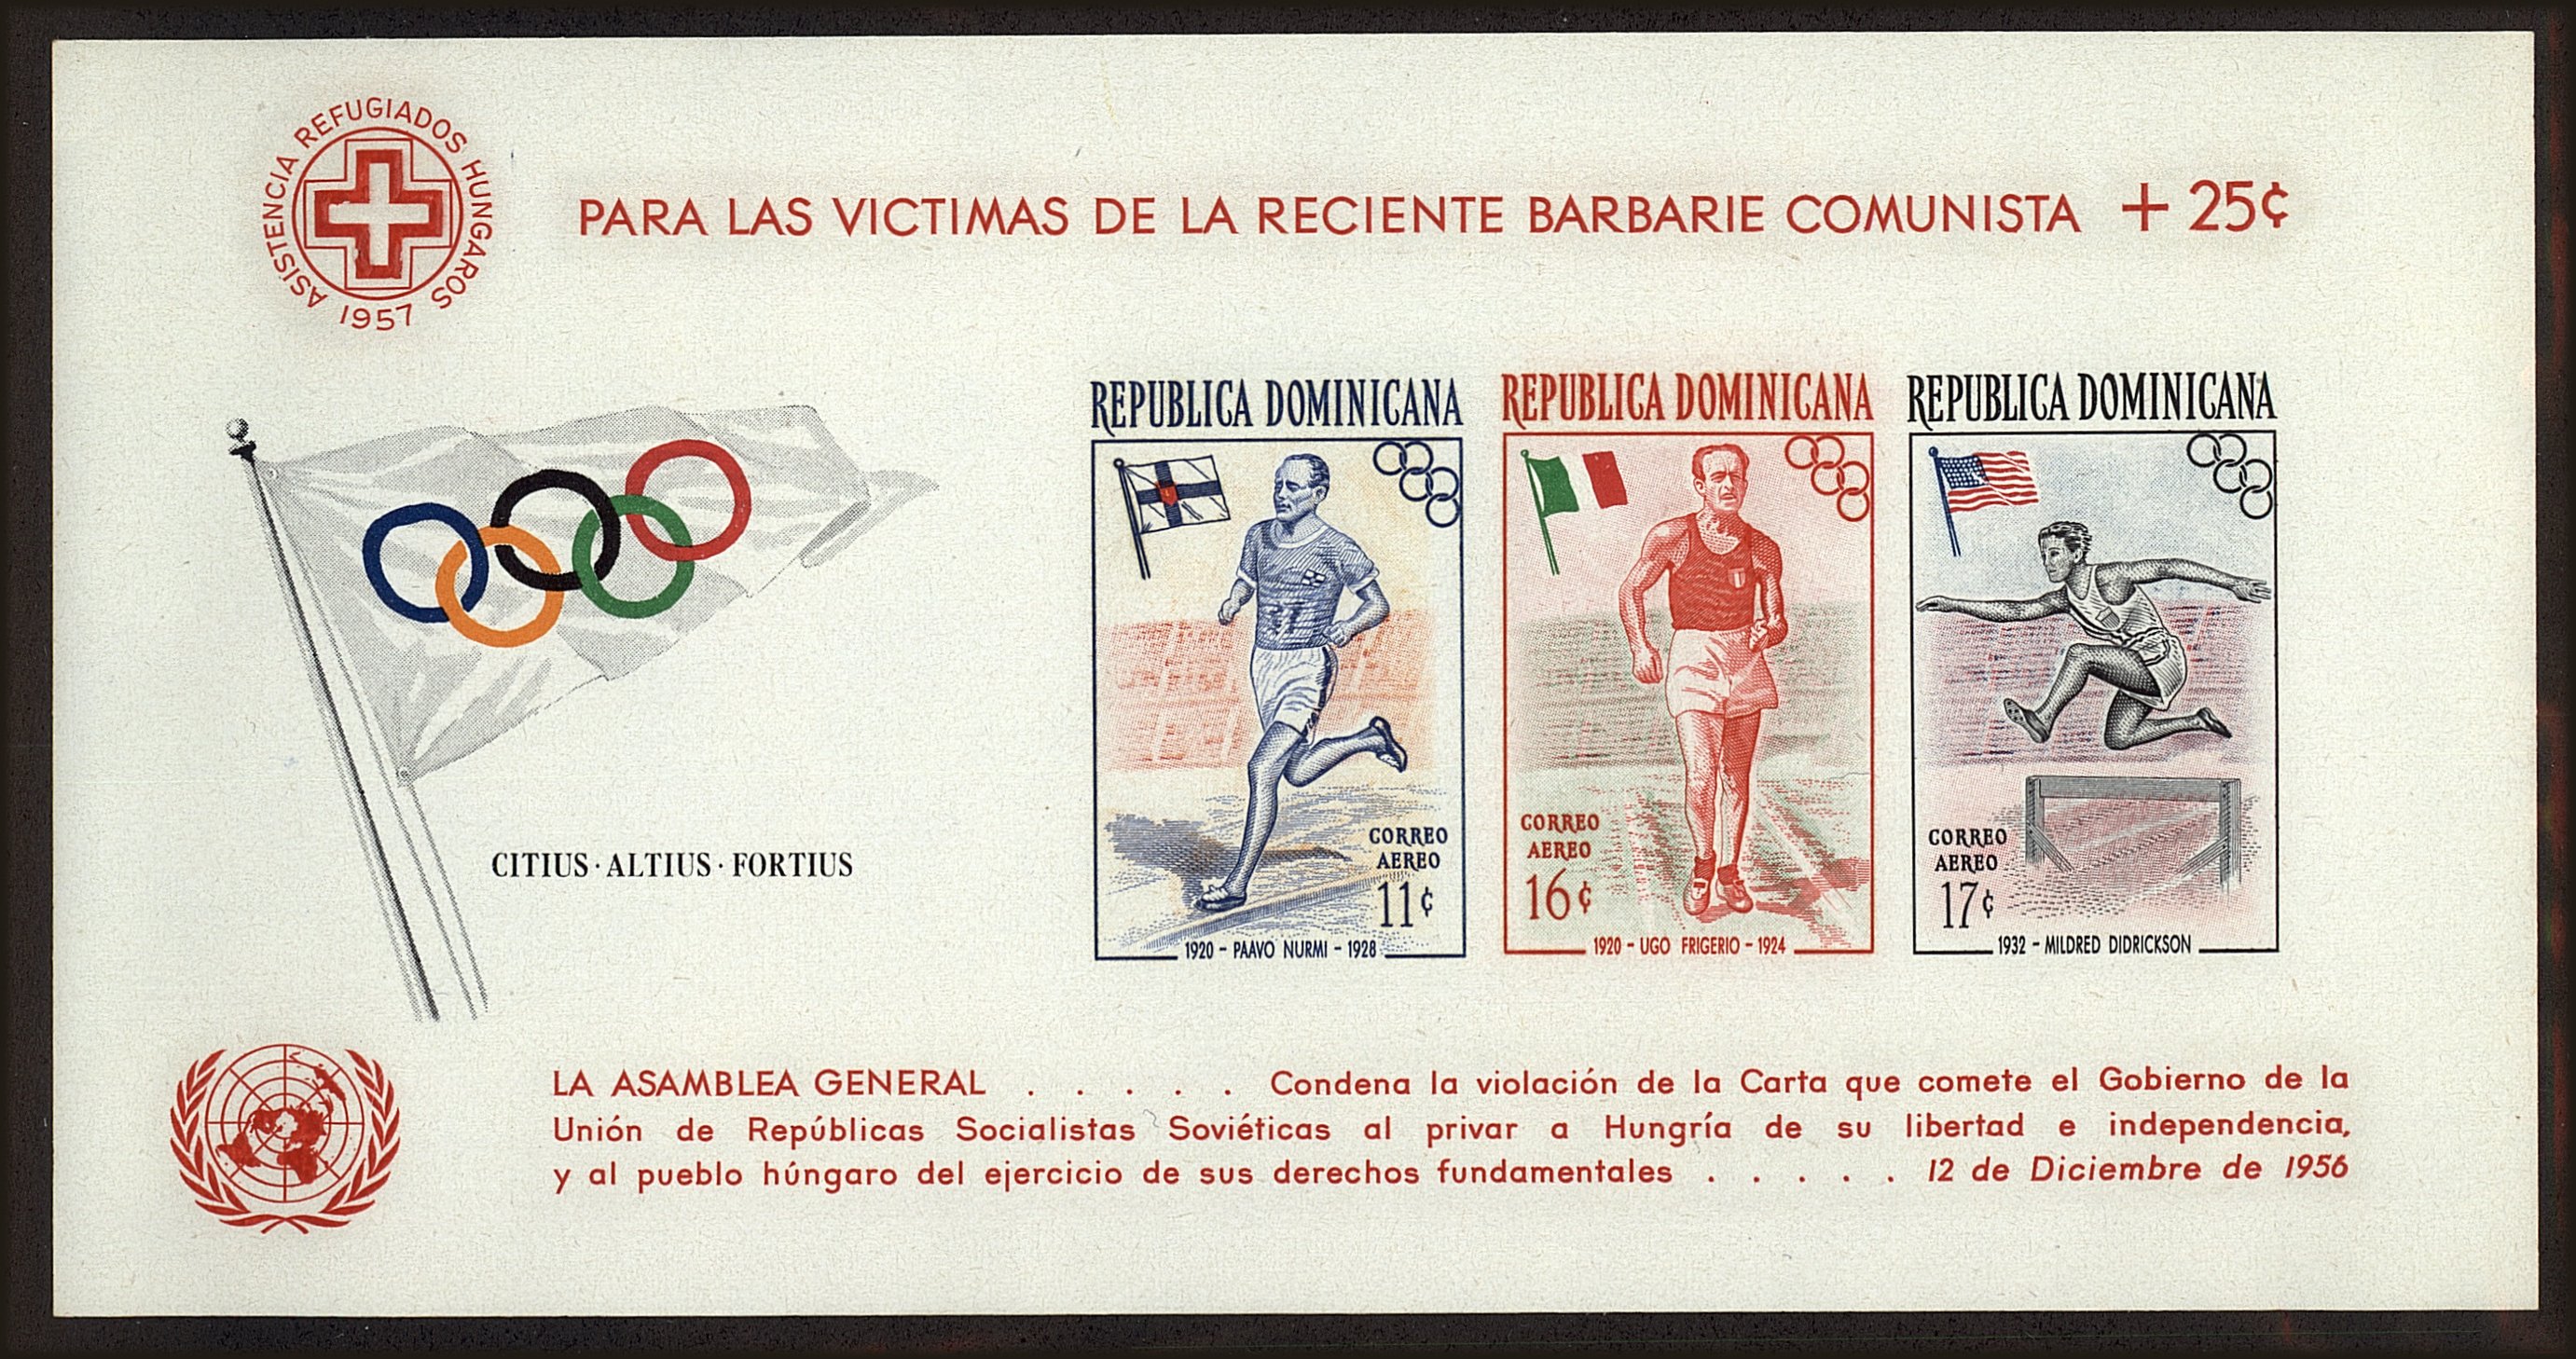 ASISTENCIA REFUGIADOS HUNGAROS
1957
PARA LAS VICTIMAS DE LA RECIENTE BARBARIE COMUNISTA + 25¢
CITIUS · ALTIUS · FORTIUS
REPUBLICA DOMINICANA
CORREO
AEREO
11¢
1920 - PAAVO NURMI - 1928
REPUBLICA DOMINICANA
CORREO
AEREO
16¢
1920 - UGO FRIGERIO - 1924
REPUBLICA DOMINICANA
CORREO
AEREO
17¢
1932 - MILDRED DIDRICKSON
LA ASAMBLEA GENERAL . . . . . Condena la violación de la Carta que comete el Gobierno de la
Unión de Repúblicas Socialistas Soviéticas al privar a Hungría de su libertad e independencia,
y al pueblo húngaro del ejercicio de sus derechos fundamentales . . . . . 12 de Diciembre de 1956